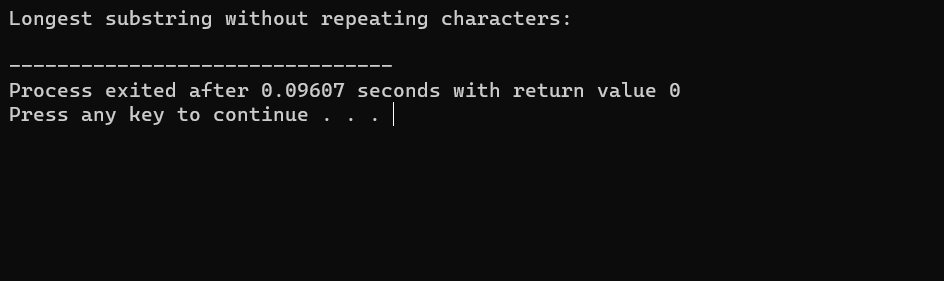 Longest substring without repeating characters:
--------------------------------
Process exited after 0.09607 seconds with return value 0
Press any key to continue . . .